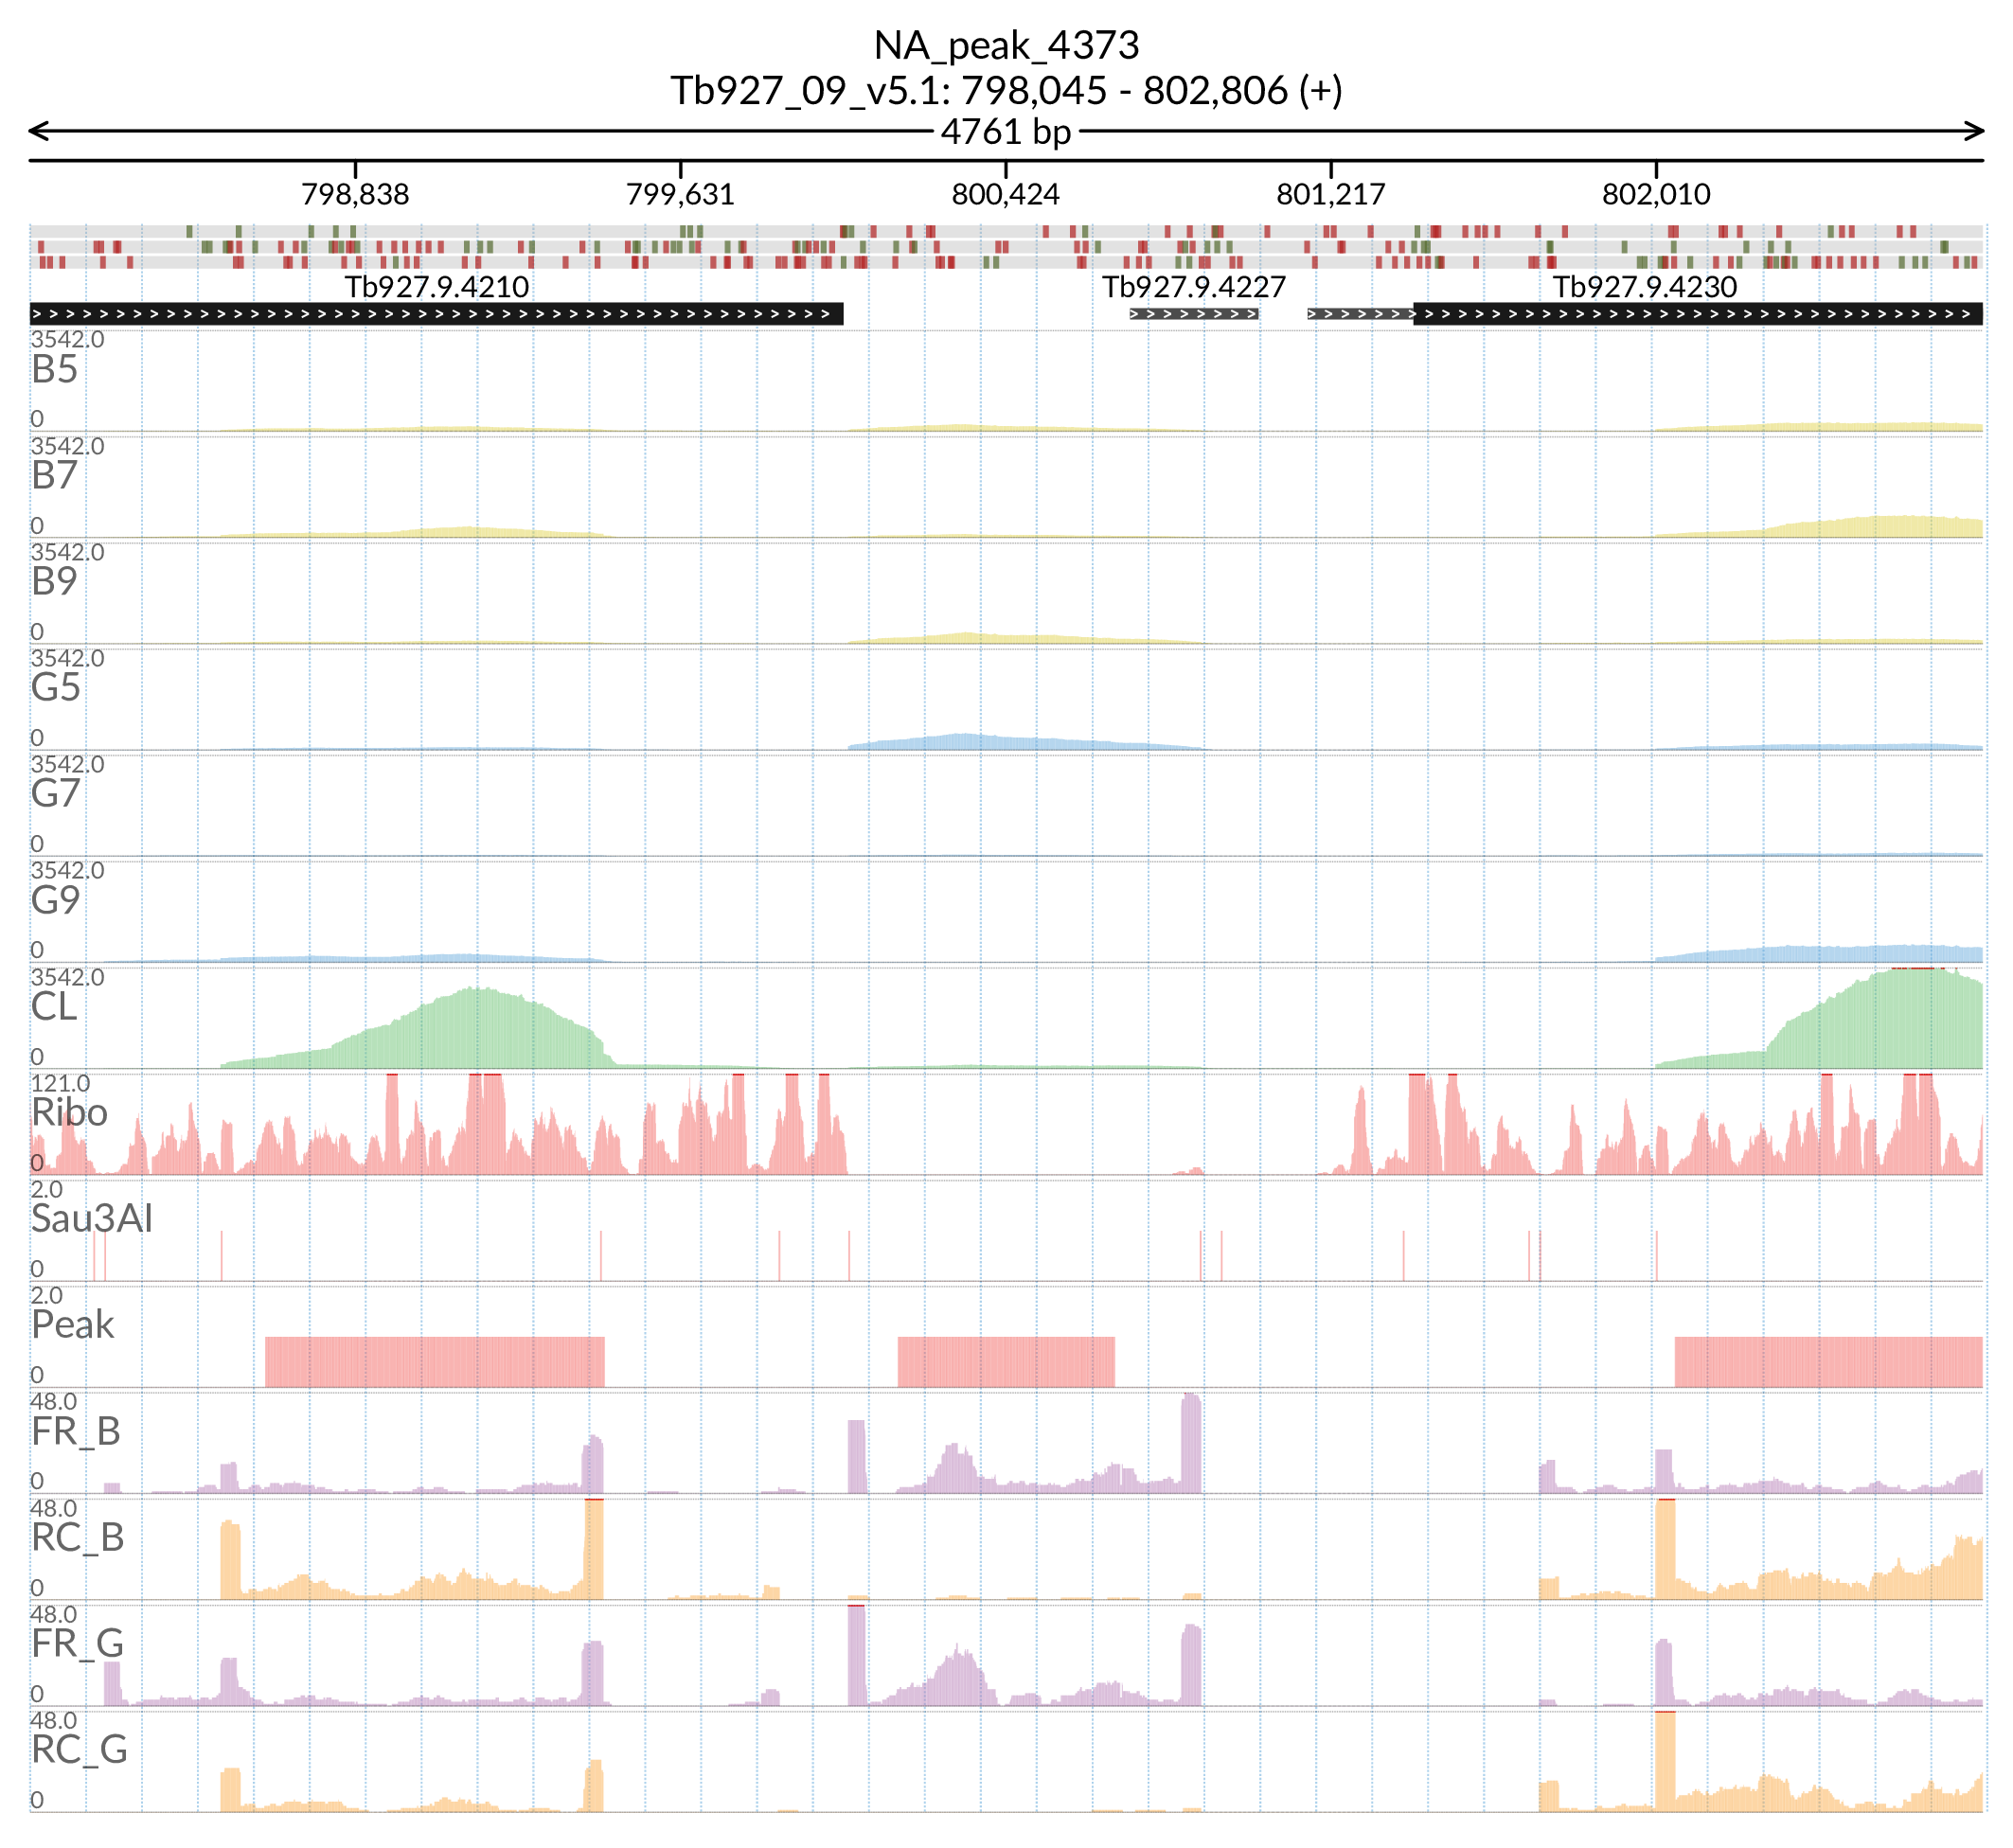 NA_peak_4373
Tb927_09_v5.1: 798,045 - 802,806 (+)
4761 bp
798,838 799,631 800,424 801,217 802,010
Tb927.9.4210 Tb927.9.4227 Tb927.9.4230
3542.0
B5
0
3542.0
B7
0
3542.0
B9
0
3542.0
G5
0
3542.0
G7
0
3542.0
G9
0
3542.0
CL
0
121.0
Ribo
0
2.0
Sau3AI
0
2.0
Peak
0
48.0
FR_B
0
48.0
RC_B
0
48.0
FR_G
0
48.0
RC_G
0